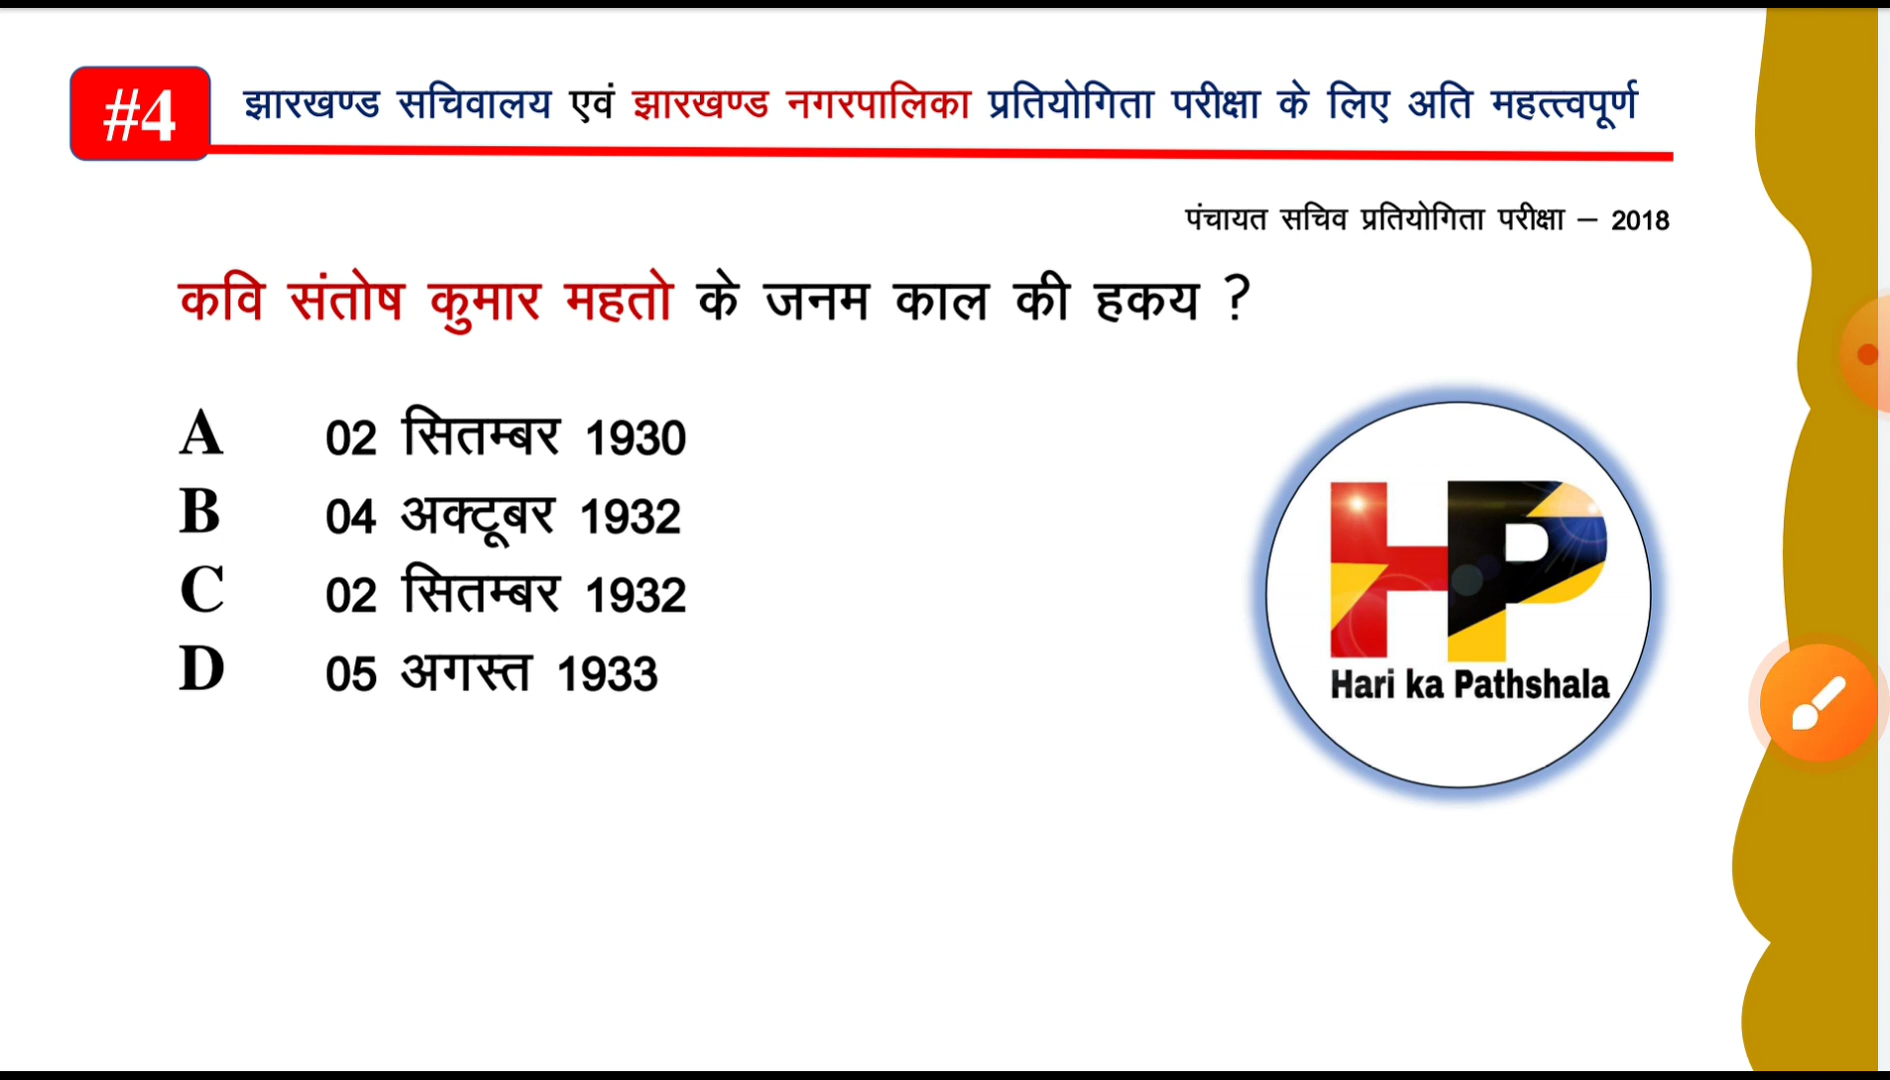 #4 झारखण्ड सचिवालय एवं झारखण्ड नगरपालिका प्रतियोगिता परीक्षा के लिए अति महत्त्वपूर्ण
पंचायत सचिव प्रतियोगिता परीक्षा – 2018
कवि संतोष कुमार महतो के जनम काल की हकय ?
A 02 सितम्बर 1930
B 04 अक्टूबर 1932
C 02 सितम्बर 1932
D 05 अगस्त 1933
HP
Hari ka Pathshala